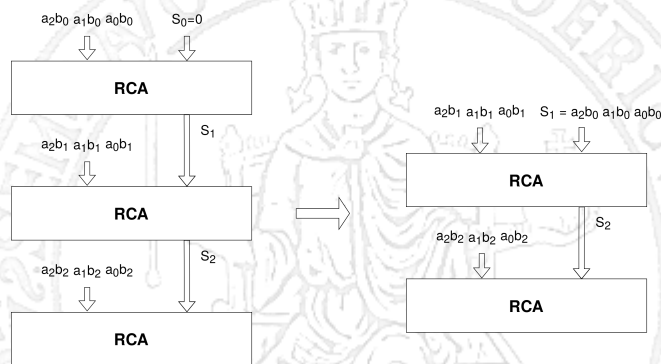 a₂b₀ a₁b₀ a₀b₀ S₀=0
RCA
S₁
a₂b₁ a₁b₁ a₀b₁
RCA
S₂
a₂b₂ a₁b₂ a₀b₂
RCA
a₂b₁ a₁b₁ a₀b₁ S₁ = a₂b₀ a₁b₀ a₀b₀
RCA
S₂
a₂b₂ a₁b₂ a₀b₂
RCA